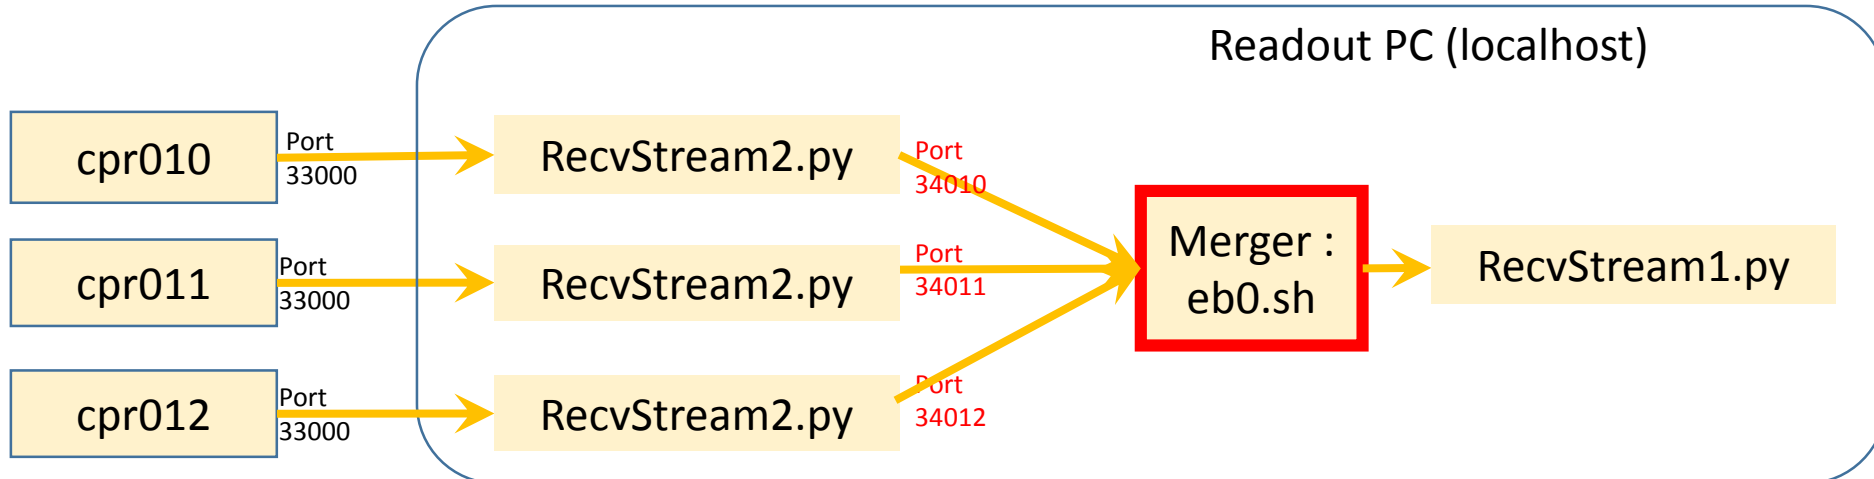 Readout PC (localhost)
cpr010
Port
33000
RecvStream2.py
Port
34010
cpr011
Port
33000
RecvStream2.py
Port
34011
Merger :
eb0.sh
RecvStream1.py
cpr012
Port
33000
RecvStream2.py
Port
34012